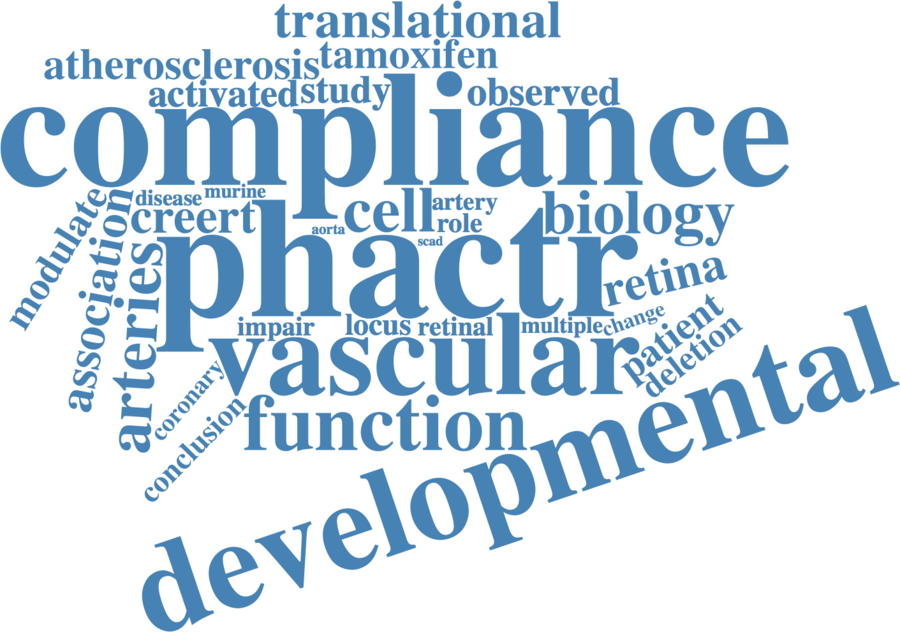 translational
atherosclerosis tamoxifen
activated study observed
compliance
disease murine
modulate association creert aorta cell artery role biology
scad
arteries phactr retina
impair locus retinal multiple change patient
coronary vascular deletion
conclusion function
developmental